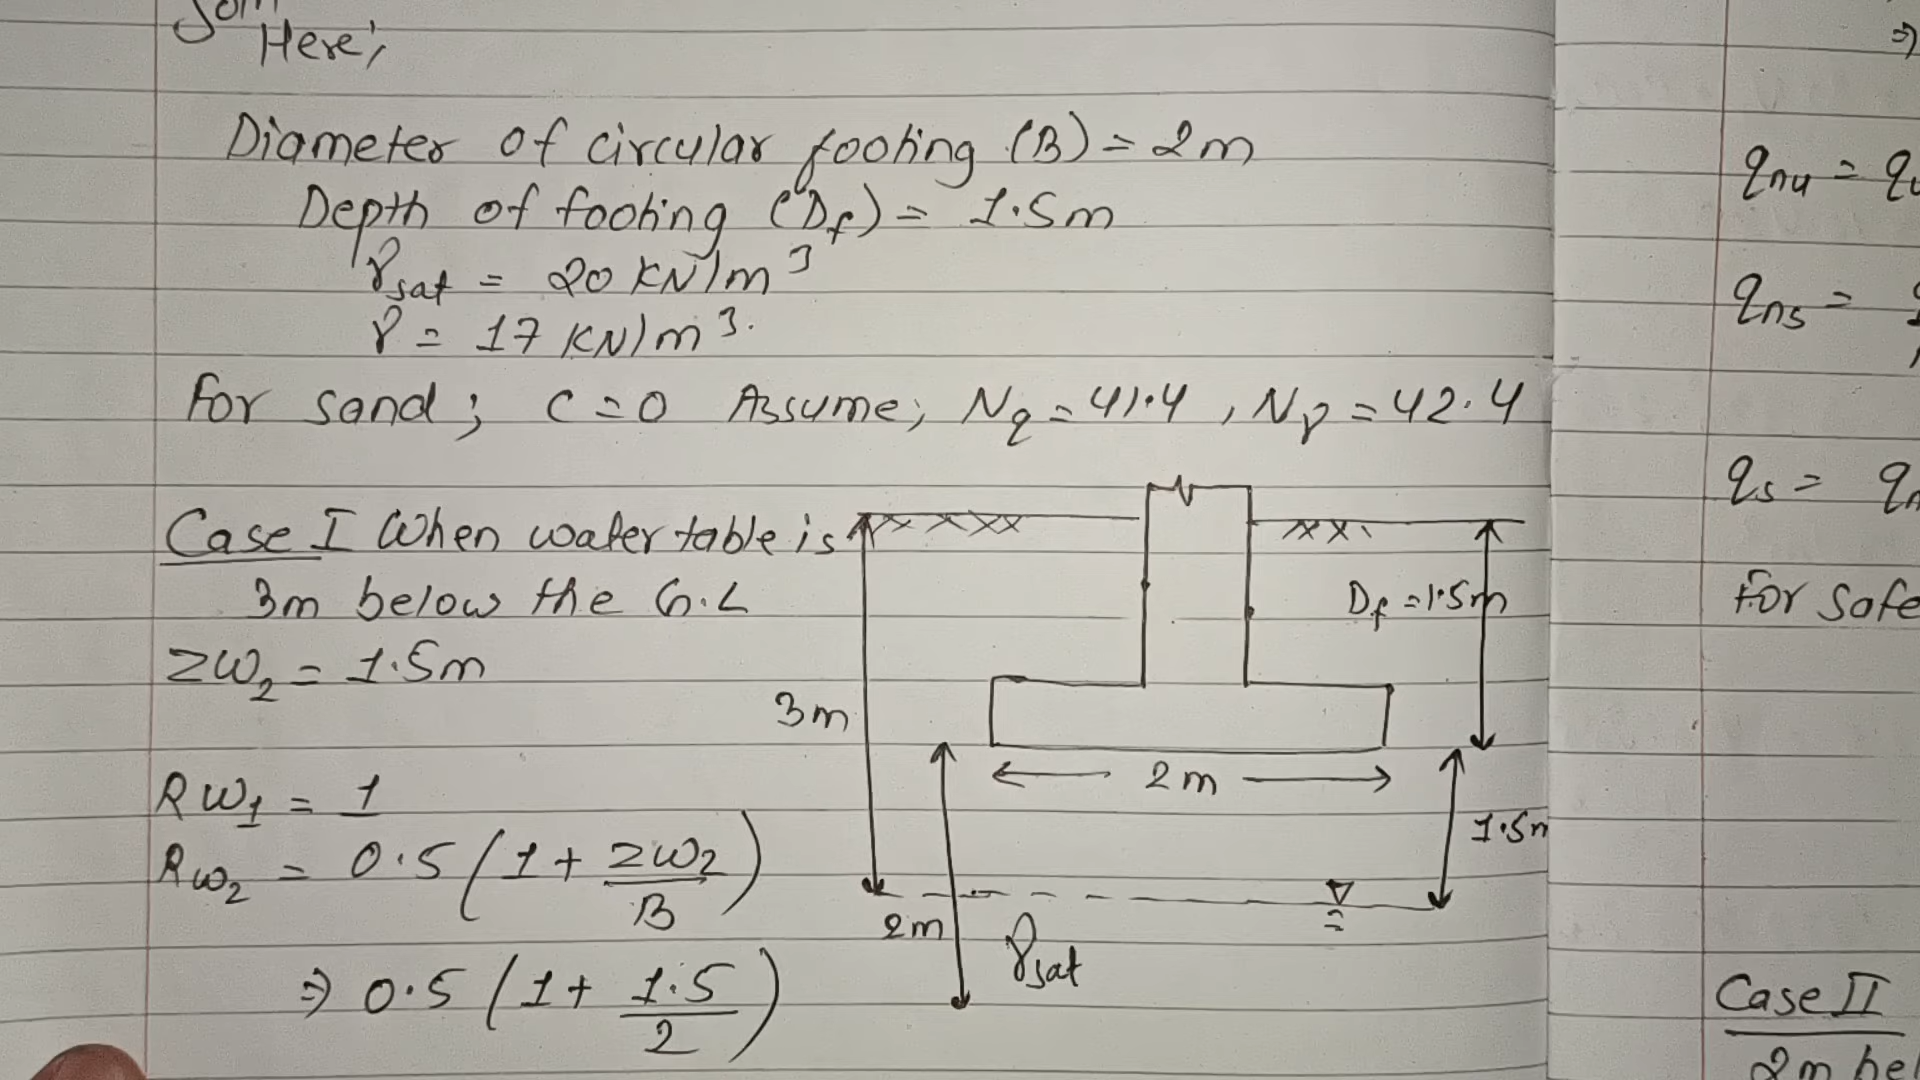 Here;
Diameter of circular footing (B) = 2m
Depth of footing (Df) = 1.5m
γsat = 20 KN/m³
γ = 17 KN/m³.
For sand; C=0 Assume; Nq = 41.4, Nγ = 42.4
Case I When water table is
3m below the G.L
ZW₂ = 1.5m
Df = 1.5m
3m
2m
RW₁ = 1
1.5m
RW₂ = 0.5 (1 + ZW₂/B)
2m
γsat
⇒ 0.5 (1 + 1.5/2)
⇒
qnu = q
qns =
qs = q
For safe
Case II
2m bel